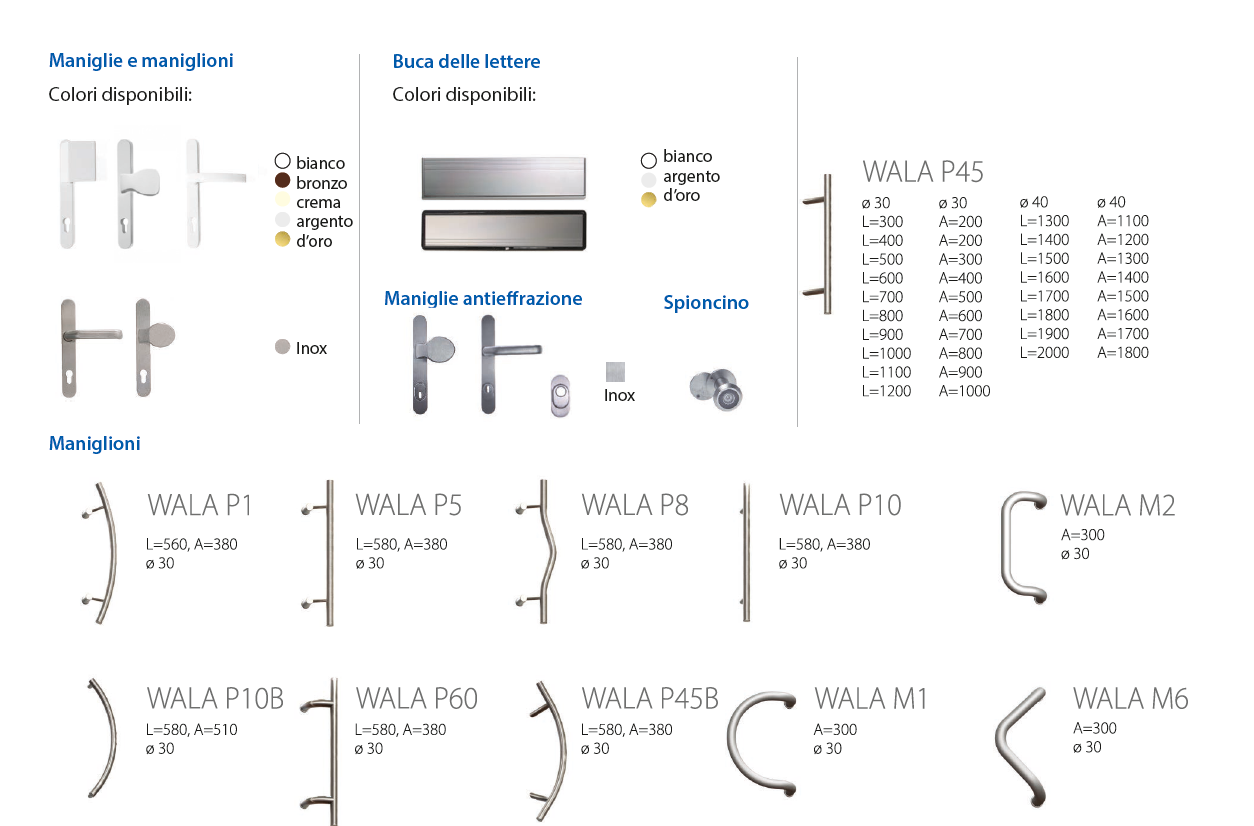 Maniglie e maniglioni
Colori disponibili:
bianco
bronzo
crema
argento
d'oro
Inox
Buca delle lettere
Colori disponibili:
bianco
argento
d'oro
Maniglie antieffrazione
Inox
Spioncino
WALA P45
ø 30 ø 30 ø 40 ø 40
L=300 A=200 L=1300 A=1100
L=400 A=200 L=1400 A=1200
L=500 A=300 L=1500 A=1300
L=600 A=400 L=1600 A=1400
L=700 A=500 L=1700 A=1500
L=800 A=600 L=1800 A=1600
L=900 A=700 L=1900 A=1700
L=1000 A=800 L=2000 A=1800
L=1100 A=900
L=1200 A=1000
Maniglioni
WALA P1
L=560, A=380
ø 30
WALA P5
L=580, A=380
ø 30
WALA P8
L=580, A=380
ø 30
WALA P10
L=580, A=380
ø 30
WALA M2
A=300
ø 30
WALA P10B
L=580, A=510
ø 30
WALA P60
L=580, A=380
ø 30
WALA P45B
L=580, A=380
ø 30
WALA M1
A=300
ø 30
WALA M6
A=300
ø 30